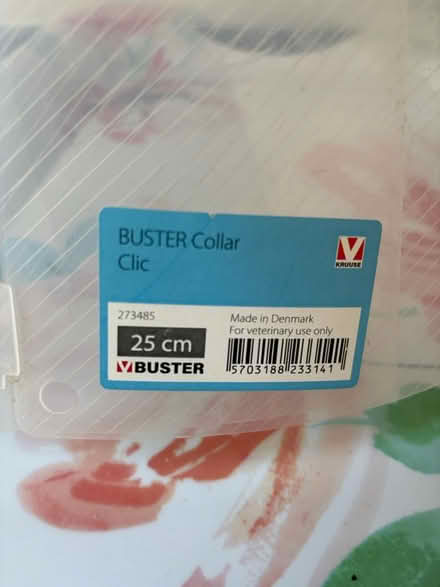 BUSTER Collar
Clic
KRUUSE
273485
25 cm
BUSTER
Made in Denmark
For veterinary use only
5703188 233141